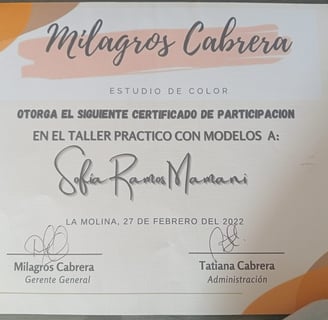 Milagros Cabrera
ESTUDIO DE COLOR
OTORGA EL SIGUIENTE CERTIFICADO DE PARTICIPACION
EN EL TALLER PRACTICO CON MODELOS A:
Sofía Ramos Mamani
LA MOLINA, 27 DE FEBRERO DEL 2022
Milagros Cabrera
Gerente General
Tatiana Cabrera
Administración